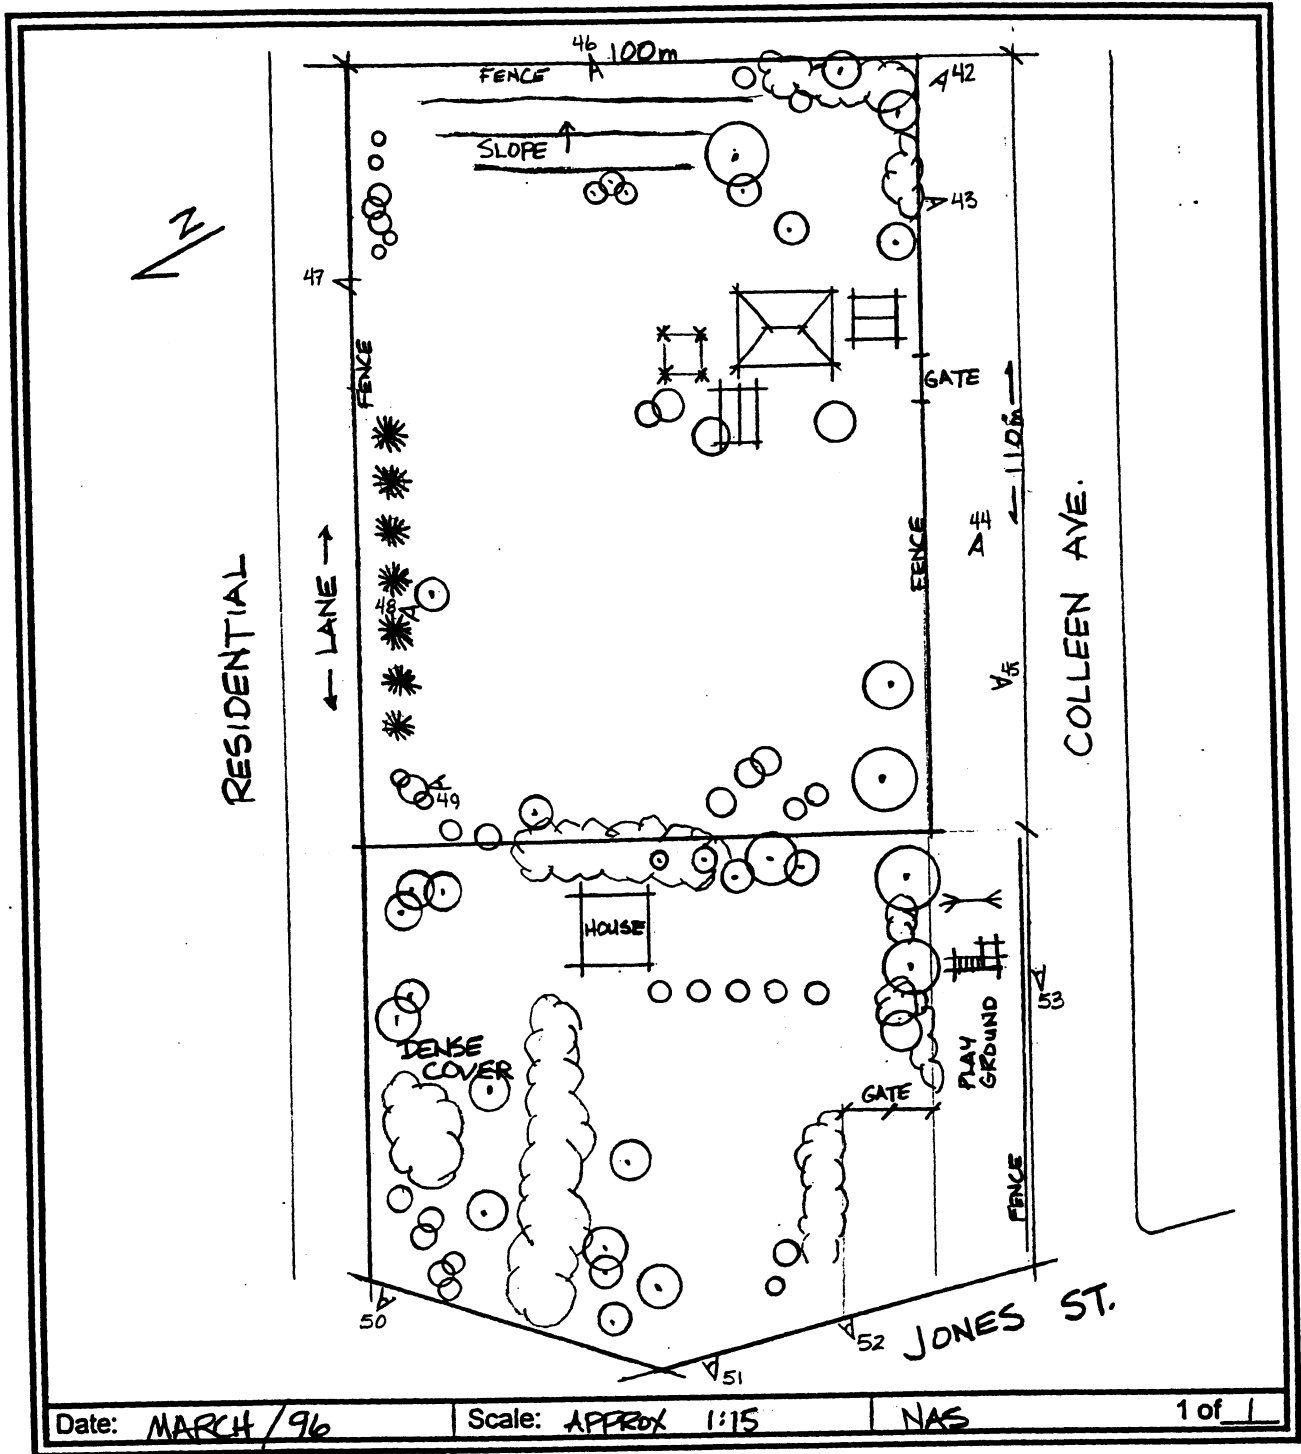 46
100m
FENCE
42
SLOPE
43
N
47
FENCE
GATE
110m
44
FENCE
COLLEEN AVE.
RESIDENTIAL
LANE
48
45
49
HOUSE
53
DENSE
COVER
PLAY
GROUND
GATE
FENCE
50
51
52
JONES ST.
Date: MARCH/96
Scale: APPROX 1:15
NAS
1 of 1